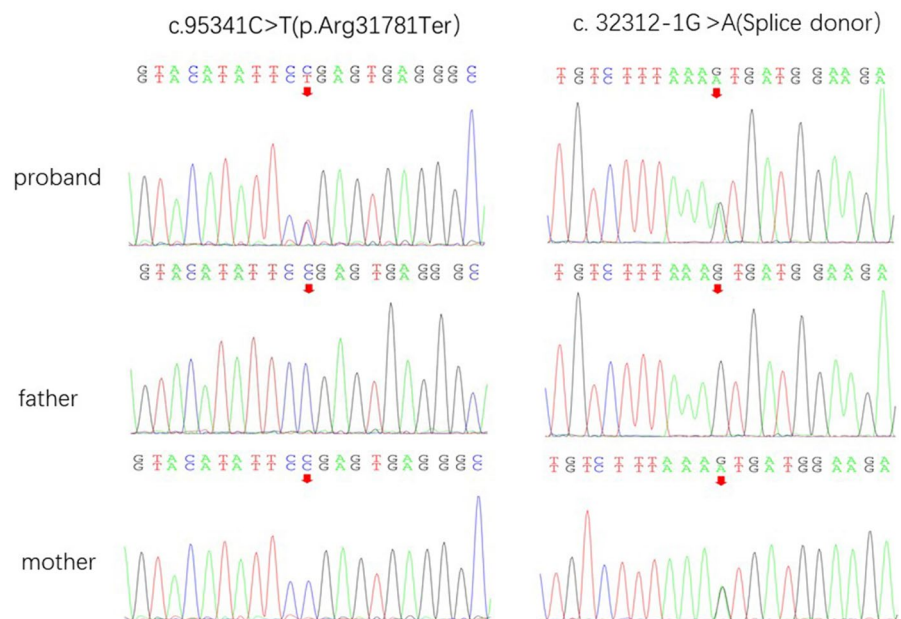 c.95341C>T(p.Arg31781Ter)
c. 32312-1G >A(Splice donor)
G T A C A T A T T C C G A G T G A G G G C
G T A C A T A T T C T G A G T G A G G G C
T G T C T T T A A A G T G A T G G A A G A
T G T C T T T A A A A T G A T G G A A G A
proband
G T A C A T A T T C C G A G T G A G G G C
G T A C A T A T T C C G A G T G A G G G C
T G T C T T T A A A G T G A T G G A A G A
T G T C T T T A A A G T G A T G G A A G A
father
G T A C A T A T T C C G A G T G A G G G C
G T A C A T A T T C C G A G T G A G G G C
T G T C T T T A A A G T G A T G G A A G A
T G T C T T T A A A A T G A T G G A A G A
mother